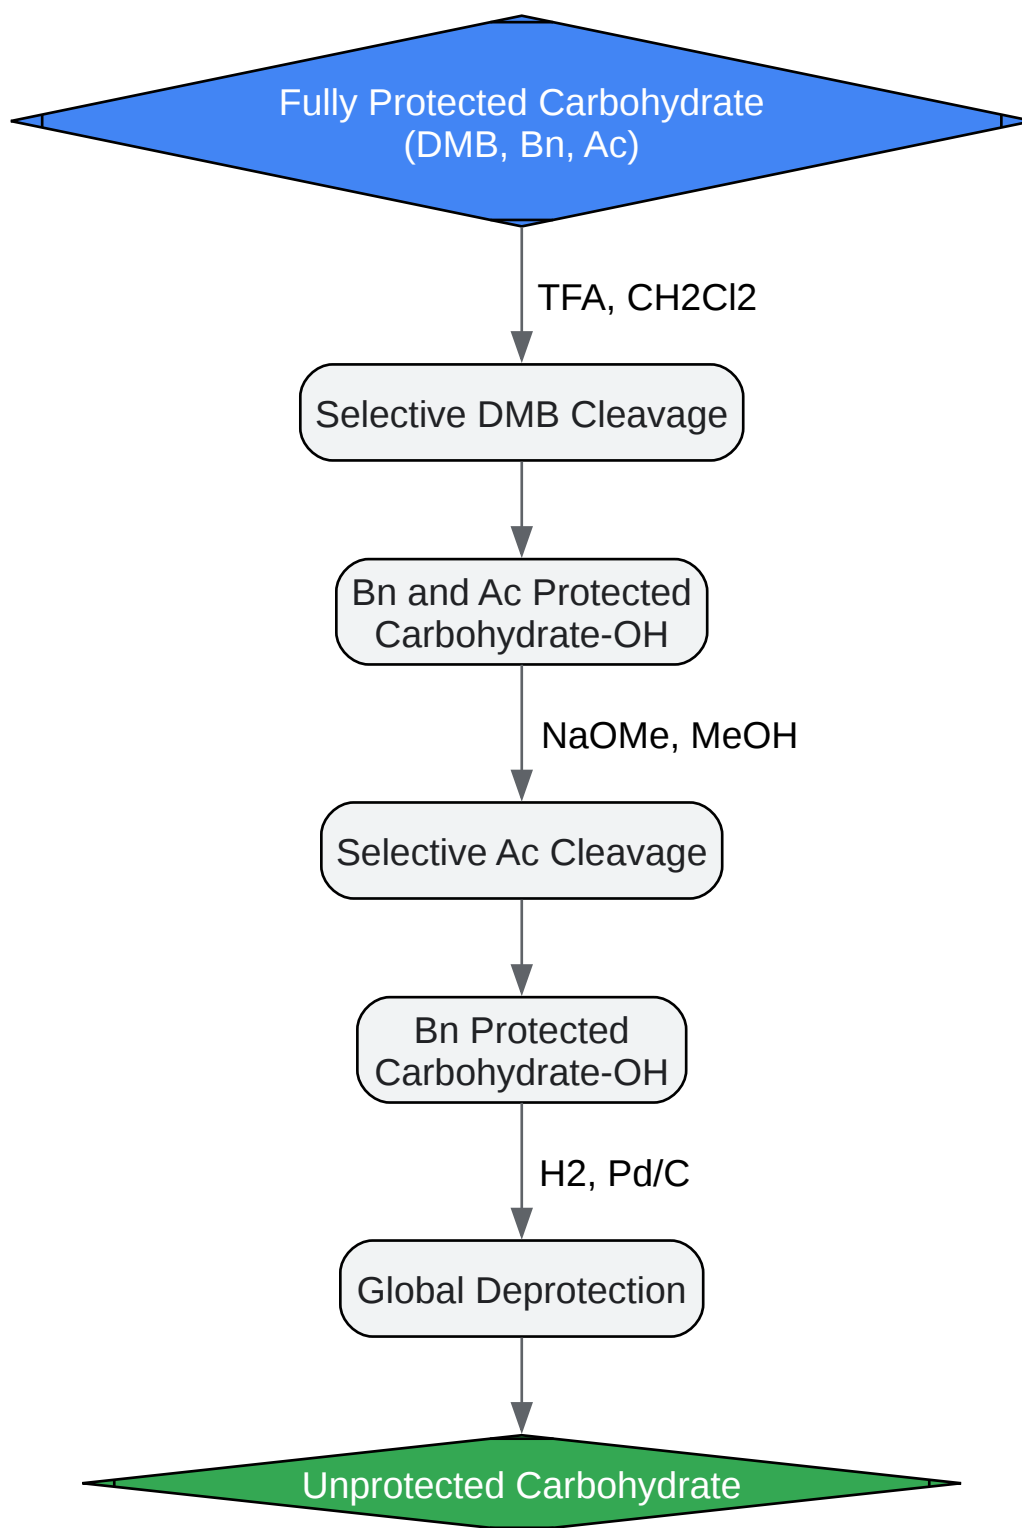 Fully Protected Carbohydrate
(DMB, Bn, Ac)
TFA, CH2Cl2
Selective DMB Cleavage
Bn and Ac Protected
Carbohydrate-OH
NaOMe, MeOH
Selective Ac Cleavage
Bn Protected
Carbohydrate-OH
H2, Pd/C
Global Deprotection
Unprotected Carbohydrate